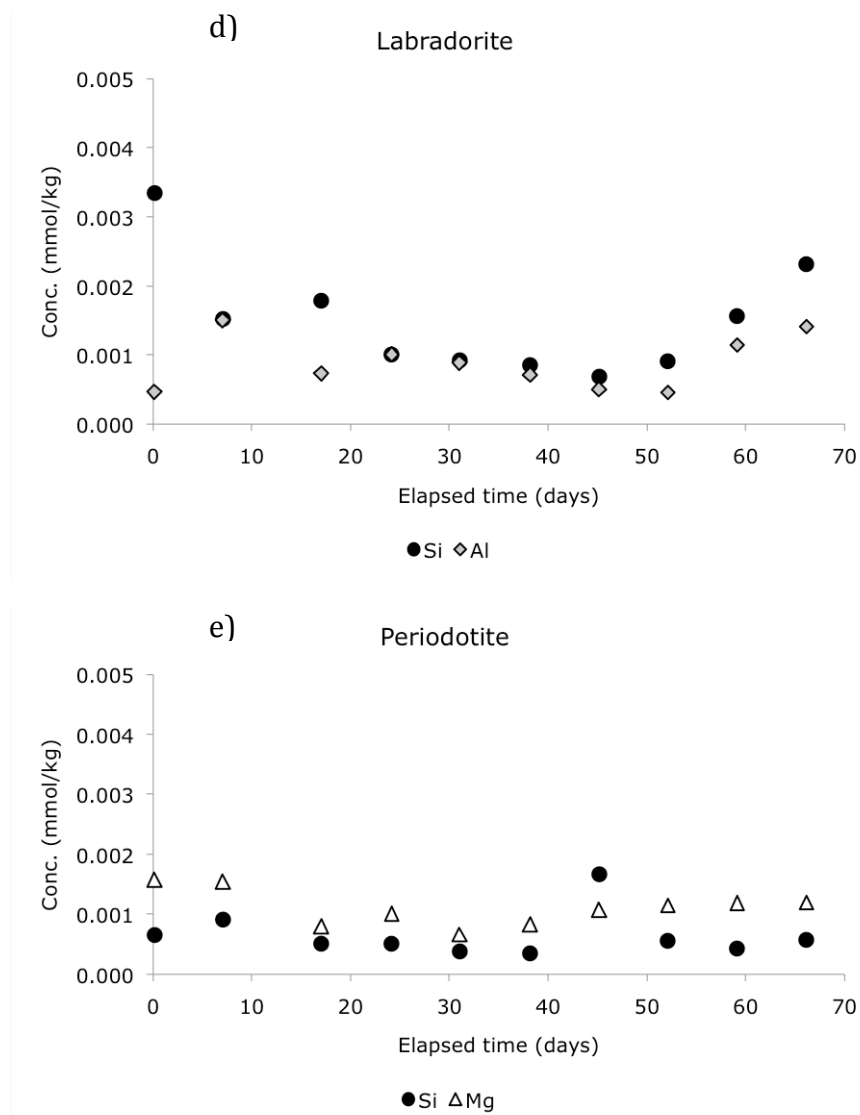 d)
Labradorite
0.005
0.004
0.003
0.002
0.001
0.000
Conc. (mmol/kg)
0 10 20 30 40 50 60 70
Elapsed time (days)
Si Al
e)
Periodotite
0.005
0.004
0.003
0.002
0.001
0.000
Conc. (mmol/kg)
0 10 20 30 40 50 60 70
Elapsed time (days)
Si Mg